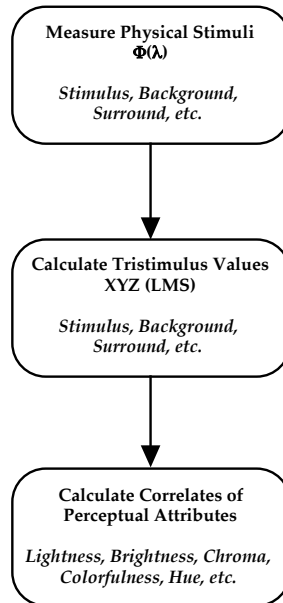 Measure Physical Stimuli
Φ(λ)
Stimulus, Background,
Surround, etc.
Calculate Tristimulus Values
XYZ (LMS)
Stimulus, Background,
Surround, etc.
Calculate Correlates of
Perceptual Attributes
Lightness, Brightness, Chroma,
Colorfulness, Hue, etc.